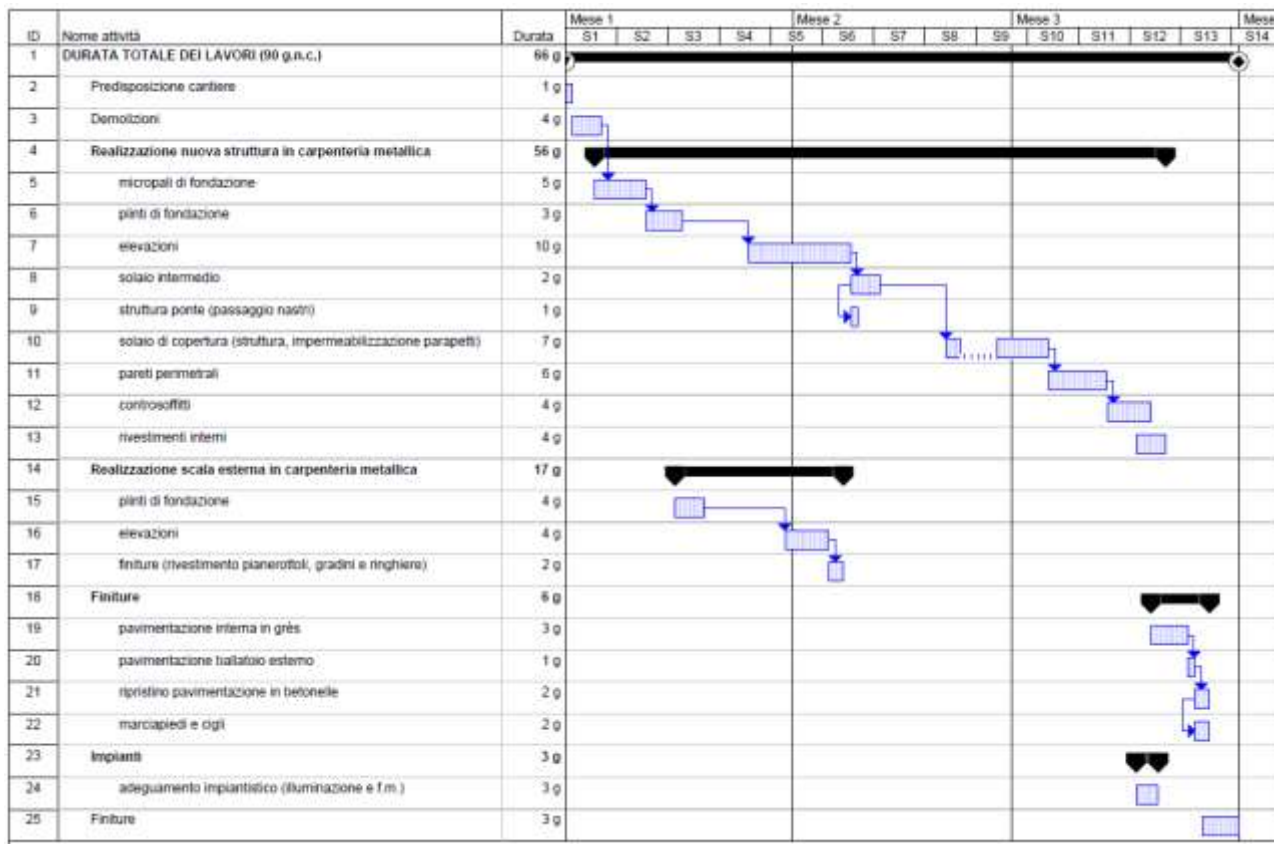 Mese 1 Mese 2 Mese 3 Mese
ID Nome attività Durata S1 S2 S3 S4 S5 S6 S7 S8 S9 S10 S11 S12 S13 S14
1 DURATA TOTALE DEI LAVORI (90 g.n.c.) 66 g
2 Predisposizione cantiere 1 g
3 Demolizioni 4 g
4 Realizzazione nuova struttura in carpenteria metallica 56 g
5 micropali di fondazione 5 g
6 plinti di fondazione 3 g
7 elevazioni 10 g
8 solaio intermedio 2 g
9 struttura ponte (passaggio nastri) 1 g
10 solaio di copertura (struttura, impermeabilizzazione parapetti) 7 g
11 pareti perimetrali 6 g
12 controsoffitti 4 g
13 rivestimenti interni 4 g
14 Realizzazione scala esterna in carpenteria metallica 17 g
15 plinti di fondazione 4 g
16 elevazioni 4 g
17 finiture (rivestimento pianerottoli, gradini e ringhiere) 2 g
18 Finiture 6 g
19 pavimentazione interna in grès 3 g
20 pavimentazione ballatoio esterno 1 g
21 ripristino pavimentazione in betonelle 2 g
22 marciapiedi e cigli 2 g
23 Impianti 3 g
24 adeguamento impiantistico (illuminazione e f.m.) 3 g
25 Finiture 3 g